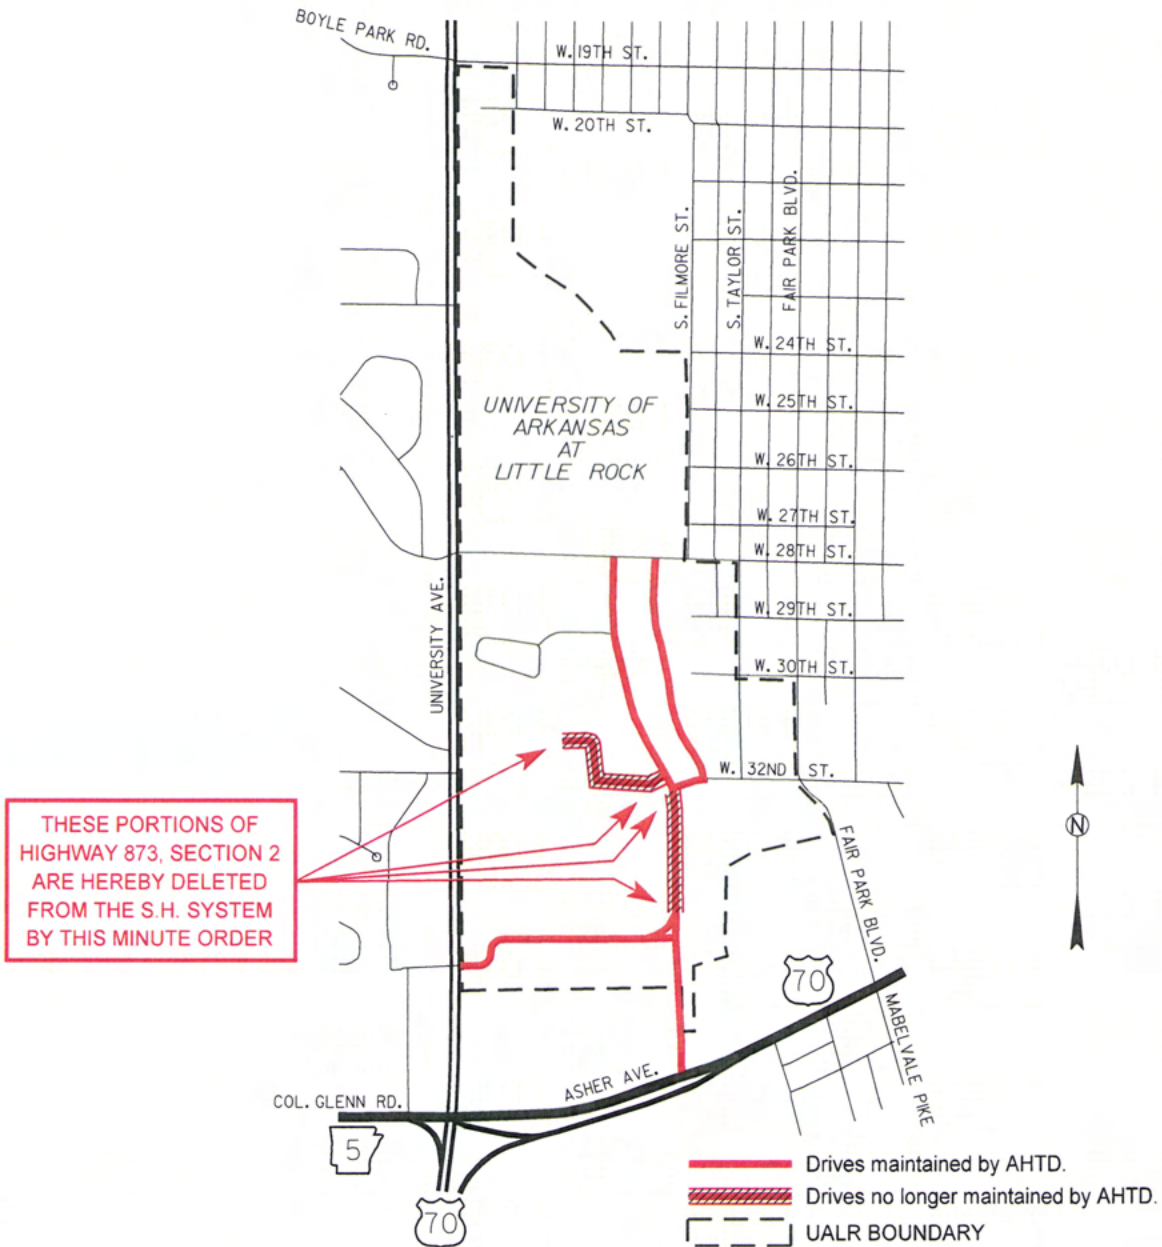 BOYLE PARK RD.
W. 19TH ST.
W. 20TH ST.
S. FILMORE ST.
S. TAYLOR ST.
FAIR PARK BLVD.
W. 24TH ST.
UNIVERSITY OF
ARKANSAS
AT
LITTLE ROCK
W. 25TH ST.
W. 26TH ST.
W. 27TH ST.
W. 28TH ST.
UNIVERSITY AVE.
W. 29TH ST.
W. 30TH ST.
W. 32ND ST.
THESE PORTIONS OF
HIGHWAY 873, SECTION 2
ARE HEREBY DELETED
FROM THE S.H. SYSTEM
BY THIS MINUTE ORDER
N
FAIR PARK BLVD.
70
MABELVALE PIKE
ASHER AVE.
COL. GLENN RD.
5
70
Drives maintained by AHTD.
Drives no longer maintained by AHTD.
UALR BOUNDARY